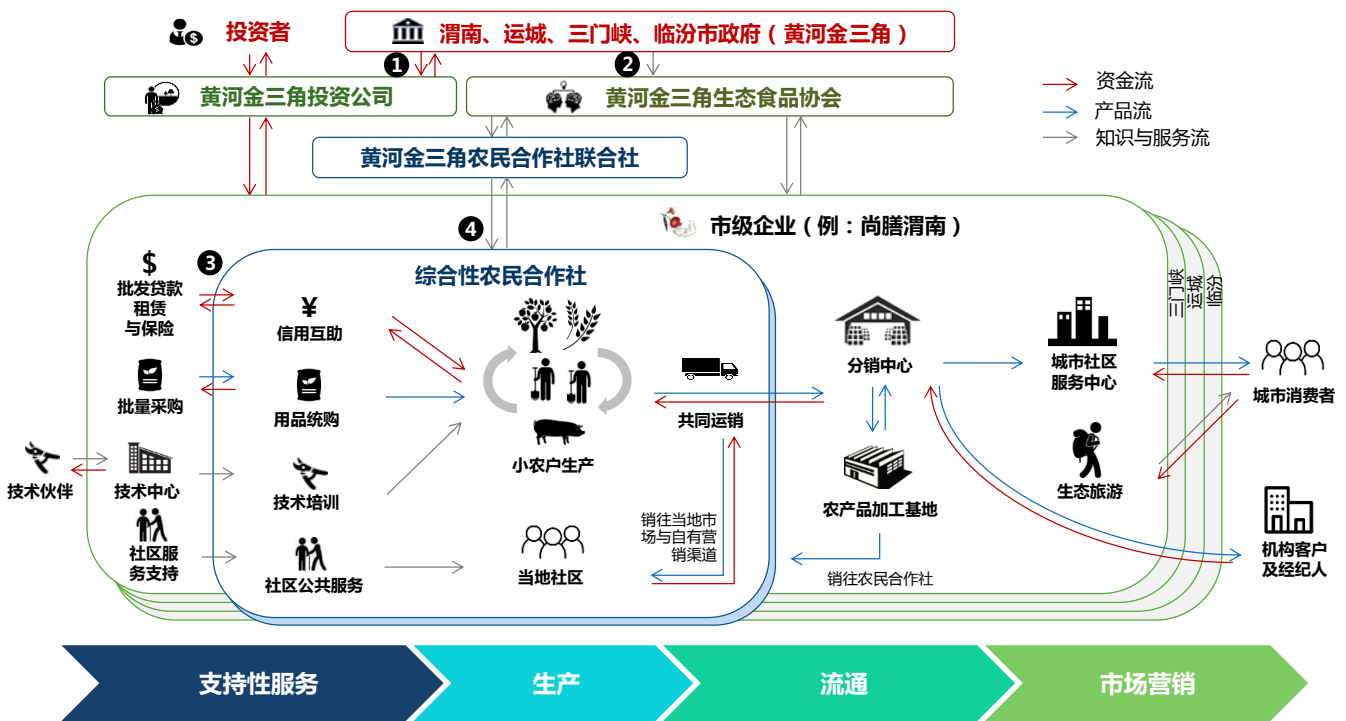 投资者
渭南、运城、三门峡、临汾市政府（黄河金三角）
❶
❷
黄河金三角投资公司
黄河金三角生态食品协会
资金流
产品流
知识与服务流
黄河金三角农民合作社联合社
市级企业（例：尚膳渭南）
❹
❸
$
批发贷款
租赁
与保险
综合性农民合作社
¥
信用互助
三门峡
运城
临汾
分销中心
城市社区
服务中心
城市消费者
批量采购
用品统购
共同运销
小农户生产
技术伙伴
技术中心
技术培训
农产品加工基地
生态旅游
销往当地市
场与自有营
销渠道
社区服
务支持
社区公共服务
当地社区
销往农民合作社
机构客户
及经纪人
支持性服务
生产
流通
市场营销